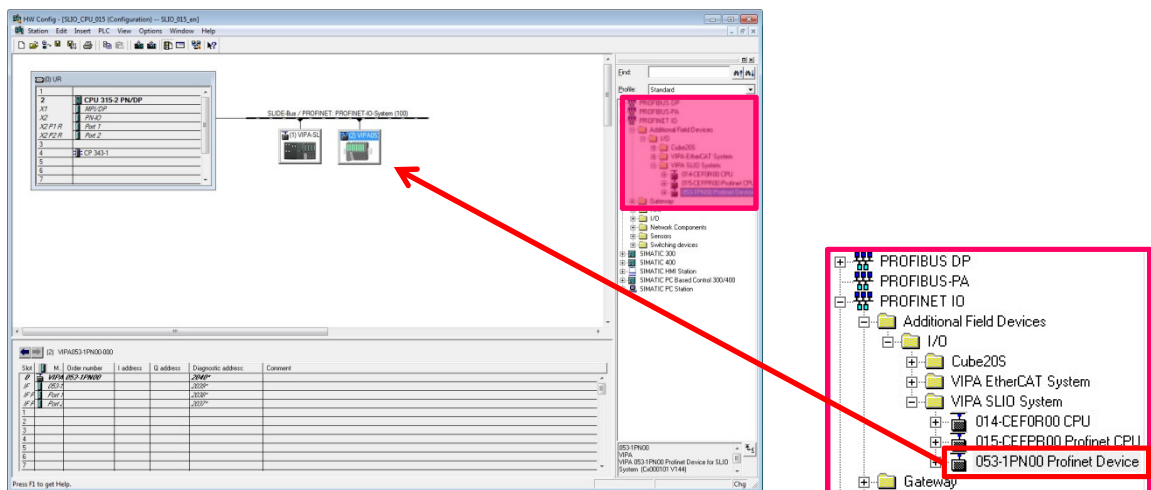 HW Config - [SLIO_CPU_015 (Configuration) -- SLIO_015_en]
Station Edit Insert PLC View Options Window Help
(0) UR
1
2 CPU 315-2 PN/DP
X1 MPI/DP
X2 PN-IO
X2 P1 R Port 1
X2 P2 R Port 2
3
4 CP 343-1
5
6
7
SLIDE-Bus / PROFINET: PROFINET-IO-System (100)
(1) VIPA-SL
(2) VIPA053
Find:
Profile: Standard
PROFIBUS DP
PROFIBUS-PA
PROFINET IO
Additional Field Devices
I/O
Cube20S
VIPA EtherCAT System
VIPA SLIO System
014-CEF0R00 CPU
015-CEFPR00 Profinet CPU
053-1PN00 Profinet Device
Gateway
I/O
Network Components
Sensors
Switching devices
SIMATIC 300
SIMATIC 400
SIMATIC HMI Station
SIMATIC PC Based Control 300/400
SIMATIC PC Station
(2) VIPA053-1PN00-000
Slot M.. Order number I address Q address Diagnostic address Comment
0 VIPA 053-1PN00 2040*
2039*
Port 1 2038*
2037*
1
2
3
4
5
6
7
053-1PN00
VIPA
VIPA 053-1PN00 Profinet Device for SLIO
System (Cx000101 V144)
Press F1 to get Help.
Chg
PROFIBUS DP
PROFIBUS-PA
PROFINET IO
Additional Field Devices
I/O
Cube20S
VIPA EtherCAT System
VIPA SLIO System
014-CEF0R00 CPU
015-CEFPR00 Profinet CPU
053-1PN00 Profinet Device
Gateway